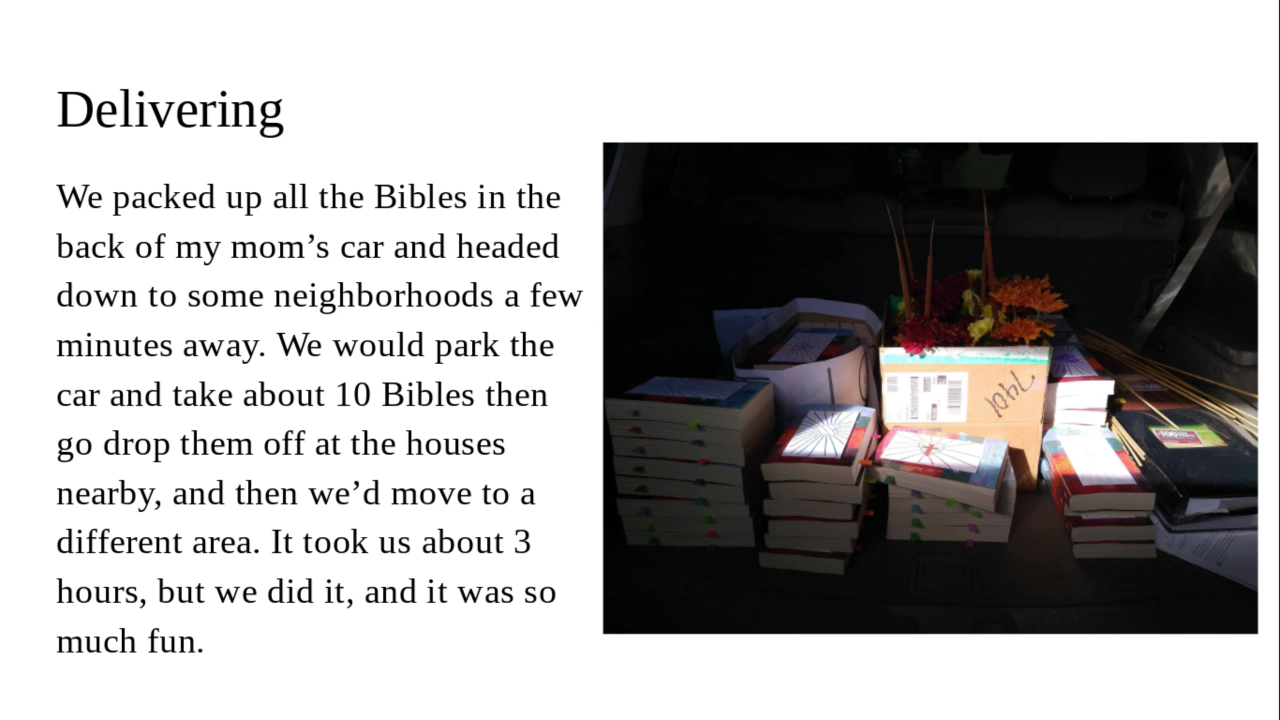 Delivering
We packed up all the Bibles in the
back of my mom’s car and headed
down to some neighborhoods a few
minutes away. We would park the
car and take about 10 Bibles then
go drop them off at the houses
nearby, and then we’d move to a
different area. It took us about 3
hours, but we did it, and it was so
much fun.
7401